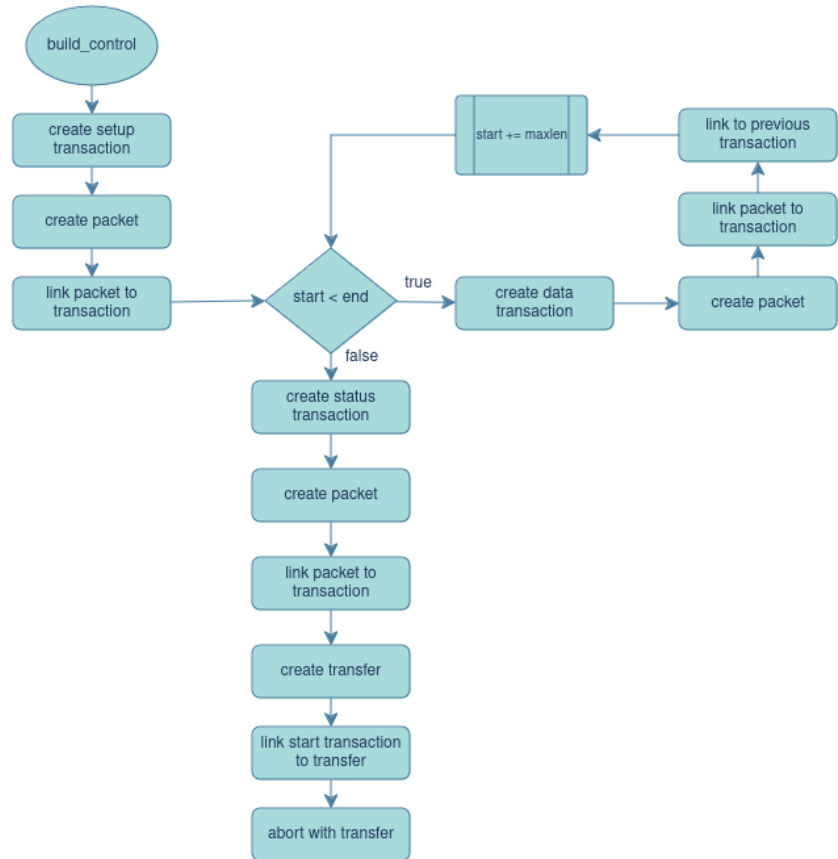 build_control
create setup
transaction
create packet
link packet to
transaction
start < end
true
create data
transaction
create packet
link packet to
transaction
link to previous
transaction
start += maxlen
false
create status
transaction
create packet
link packet to
transaction
create transfer
link start transaction
to transfer
abort with transfer